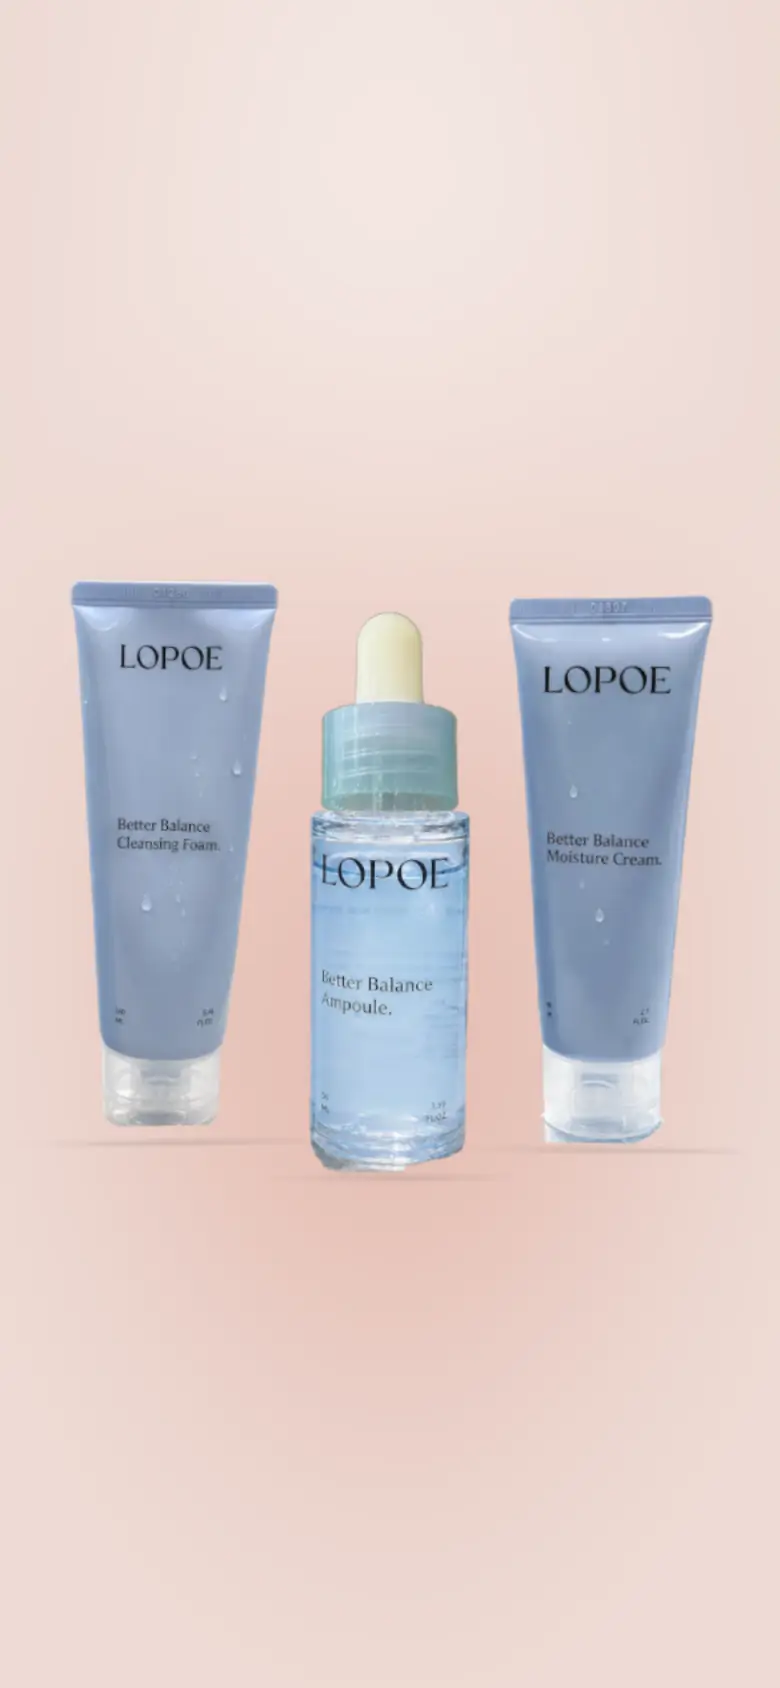 LOPOE
Better Balance
Cleansing Foam.
LOPOE
Better Balance
Ampoule.
LOPOE
Better Balance
Moisture Cream.